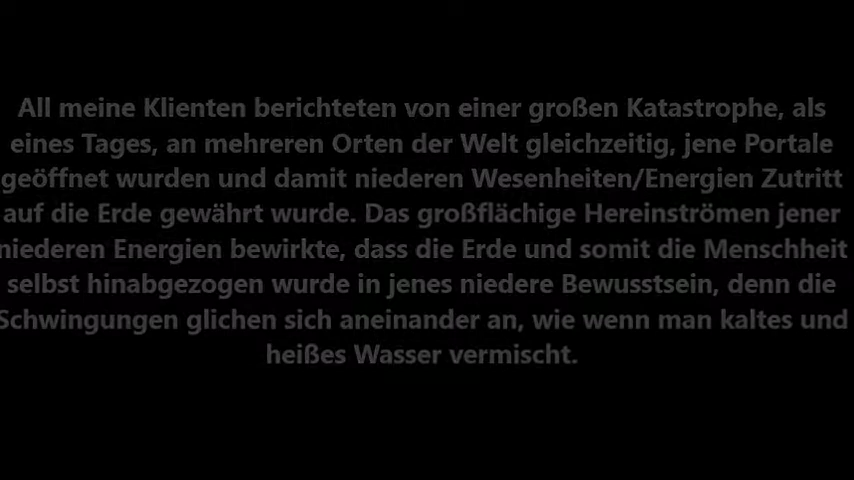 All meine Klienten berichteten von einer großen Katastrophe, als
eines Tages, an mehreren Orten der Welt gleichzeitig, jene Portale
geöffnet wurden und damit niederen Wesenheiten/Energien Zutritt
auf die Erde gewährt wurde. Das großflächige Hereinströmen jener
niederen Energien bewirkte, dass die Erde und somit die Menschheit
selbst hinabgezogen wurde in jenes niedere Bewusstsein, denn die
Schwingungen glichen sich aneinander an, wie wenn man kaltes und
heißes Wasser vermischt.